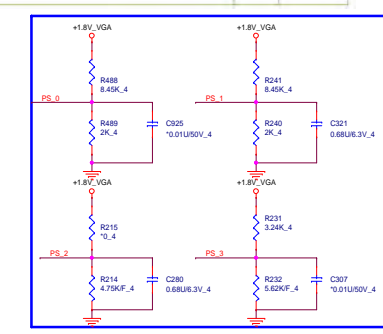 +1.8V_VGA
+1.8V_VGA
R488
8.45K_4
R241
8.45K_4
PS_0
PS_1
R489
2K_4
C925
*0.01U/50V_4
R240
2K_4
C321
0.68U/6.3V_4
+1.8V_VGA
+1.8V_VGA
R215
*0_4
R231
3.24K_4
PS_2
PS_3
R214
4.75K/F_4
C280
0.68U/6.3V_4
R232
5.62K/F_4
C307
*0.01U/50V_4